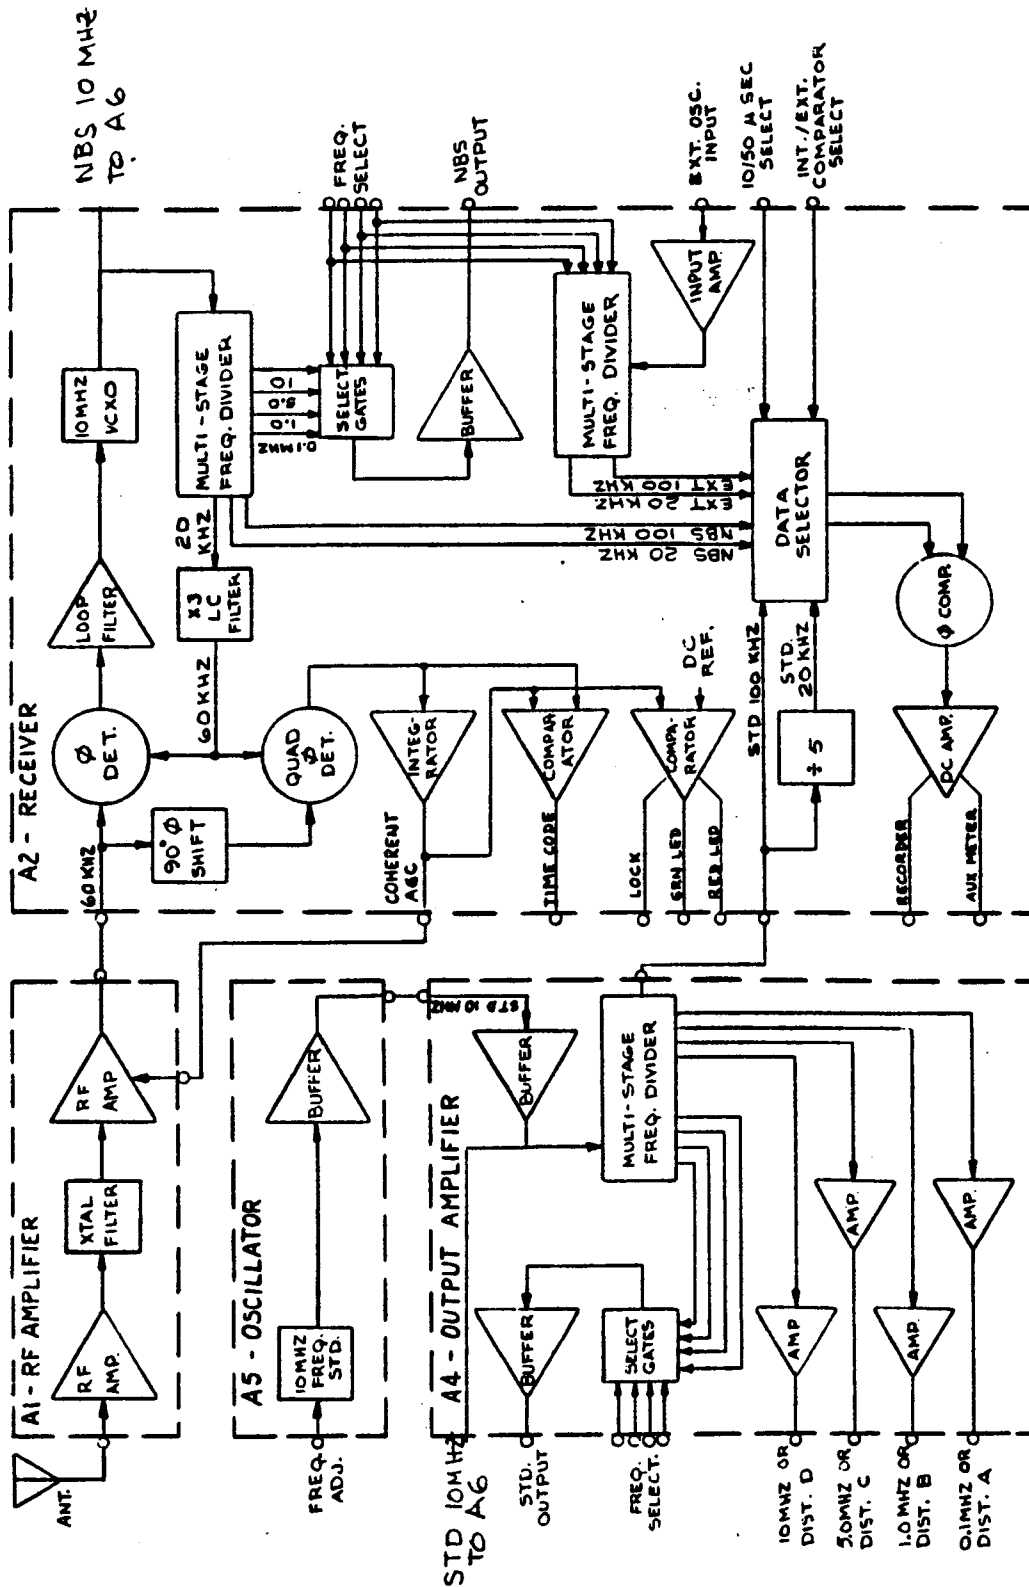 ANT.
A1 - RF AMPLIFIER
RF
AMP.
XTAL
FILTER
RF
AMP
A5 - OSCILLATOR
FREQ.
ADJ.
10MHZ
FREQ.
STD.
BUFFER
A4 - OUTPUT AMPLIFIER
STD 10MHZ
TO A6
STD 10 MHZ
BUFFER
BUFFER
STD.
OUTPUT
FREQ.
SELECT.
SELECT
GATES
MULTI-STAGE
FREQ. DIVIDER
AMP
AMP.
AMP.
AMP.
10MHZ OR
DIST. D
5.0MHZ OR
DIST. C
1.0MHZ OR
DIST. B
0.1MHZ OR
DIST. A
A2 - RECEIVER
60KHZ
Ø
DET.
LOOP
FILTER
10MHZ
VCXO
NBS 10 MHZ
TO A6
90° Ø
SHIFT
QUAD
Ø
DET.
60KHZ
X3
LC
FILTER
20
KHZ
MULTI-STAGE
FREQ. DIVIDER
0.1MHZ
1.0
5.0
10
SELECT
GATES
FREQ.
SELECT
BUFFER
NBS
OUTPUT
COHERENT
AGC
INTEG-
RATOR
TIME CODE
COMPAR-
ATOR
LOCK
GRN LED
RED LED
COMPA-
RATOR
DC
REF.
NBS 20 KHZ
NBS 100 KHZ
EXT 20 KHZ
EXT 100 KHZ
MULTI-STAGE
FREQ. DIVIDER
INPUT
AMP.
EXT. OSC.
INPUT
10/50 µ SEC
SELECT
INT./EXT.
COMPARATOR
SELECT
STD 100 KHZ
÷ 5
STD.
20 KHZ
DATA
SELECTOR
Ø COMP.
DC AMP.
RECORDER
AUX METER